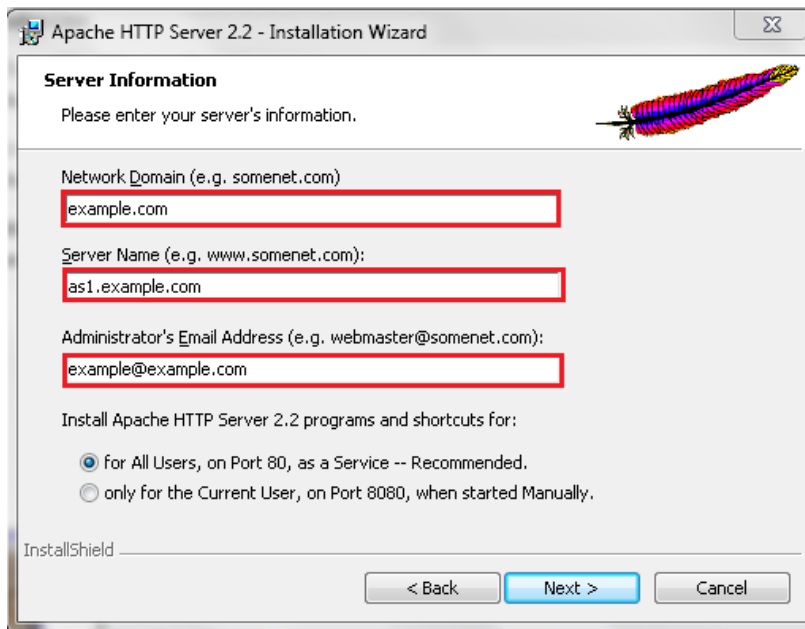 Apache HTTP Server 2.2 - Installation Wizard
Server Information
Please enter your server's information.
Network Domain (e.g. somenet.com)
example.com
Server Name (e.g. www.somenet.com):
as1.example.com
Administrator's Email Address (e.g. webmaster@somenet.com):
example@example.com
Install Apache HTTP Server 2.2 programs and shortcuts for:
for All Users, on Port 80, as a Service -- Recommended.
only for the Current User, on Port 8080, when started Manually.
InstallShield
< Back Next > Cancel